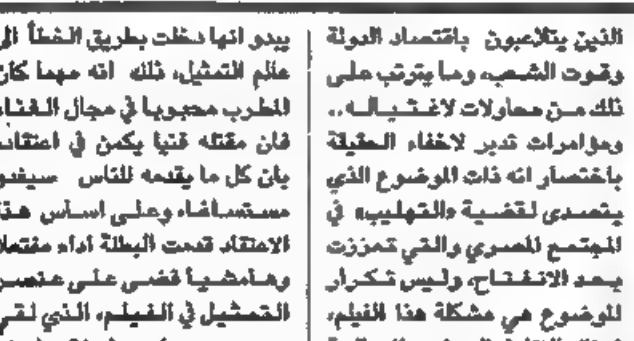 الذين يتلاعبون باقتصاد الدولة
وقوت الشعب، وما يترتب على
ذلك من محاولات لاغتياله..
ومؤامرات تدبر لاخفاء الحقيقة
باختصار انه ذات الموضوع الذي
يتصدى لقضية «التهليب» في
المجتمع المصري والتي تعززت
بعد الانفتاح، وليس تكرار
الموضوع هي مشكلة هذا الفيلم،
يبدو انها دخلت بطريق الخطأ الى
عالم التمثيل، ذلك انه مهما كان
المطرب محبوبا في مجال الغناء
فان مقتله فنيا يكمن في اعتقاده
بان كل ما يقدمه للناس سيغدو
مستساغا، وعلى اساس هذا
الاعتقاد قدمت البطلة اداء مفتعلا
وهامشيا قضى على عنصر
التمثيل في الفيلم، الذي لقي